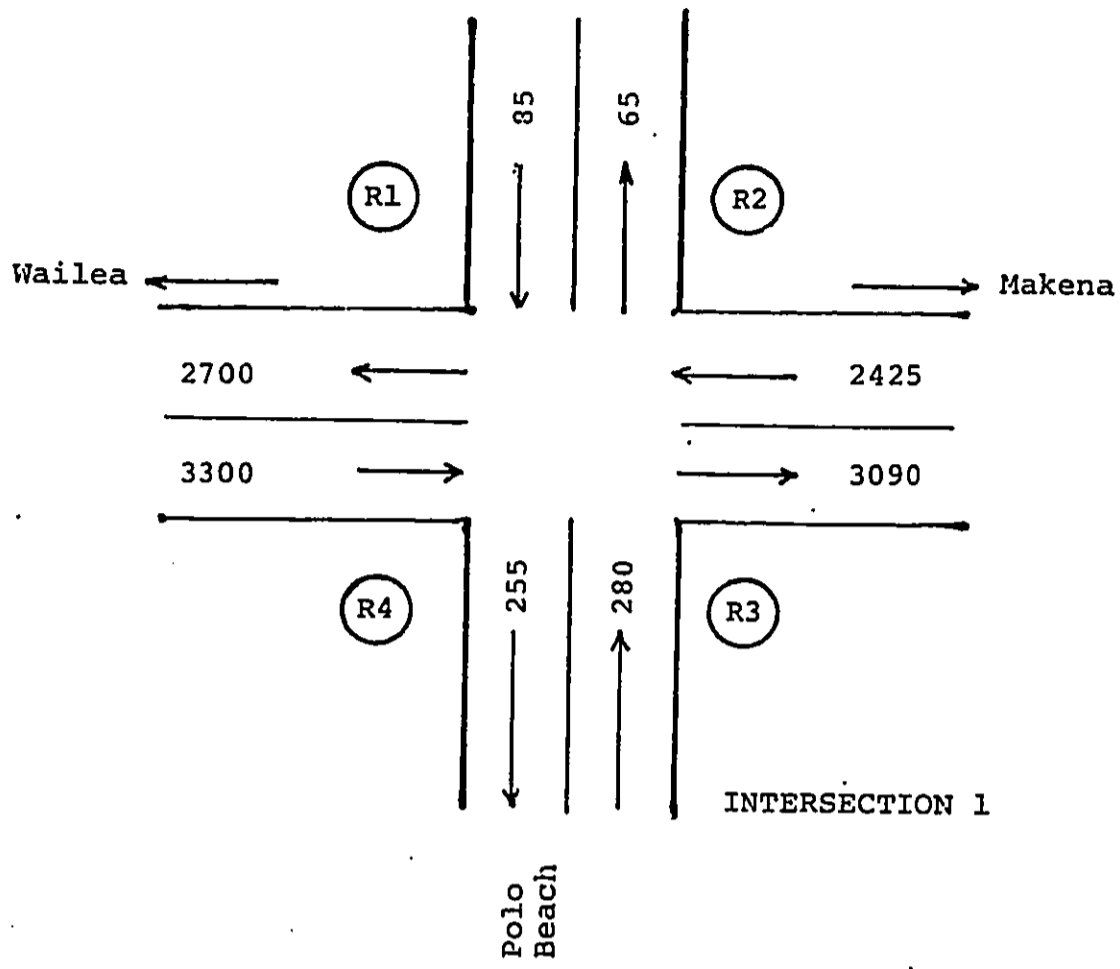 85
65
R1
R2
Wailea
Makena
2700
2425
3300
3090
255
280
R4
R3
INTERSECTION 1
Polo
Beach